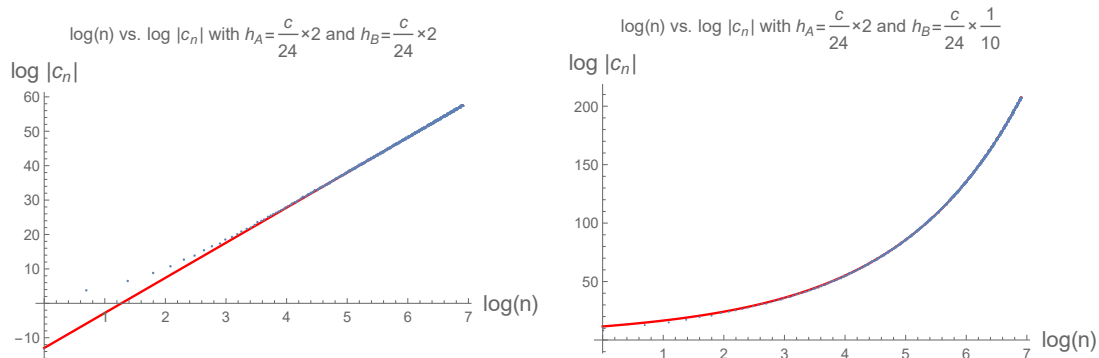 log(n) vs. log |c_n| with h_A = c/24 ×2 and h_B = c/24 ×2
log |c_n|
60
50
40
30
20
10
−10
1 2 3 4 5 6 7
log(n)
log(n) vs. log |c_n| with h_A = c/24 ×2 and h_B = c/24 × 1/10
log |c_n|
200
150
100
50
1 2 3 4 5 6 7
log(n)